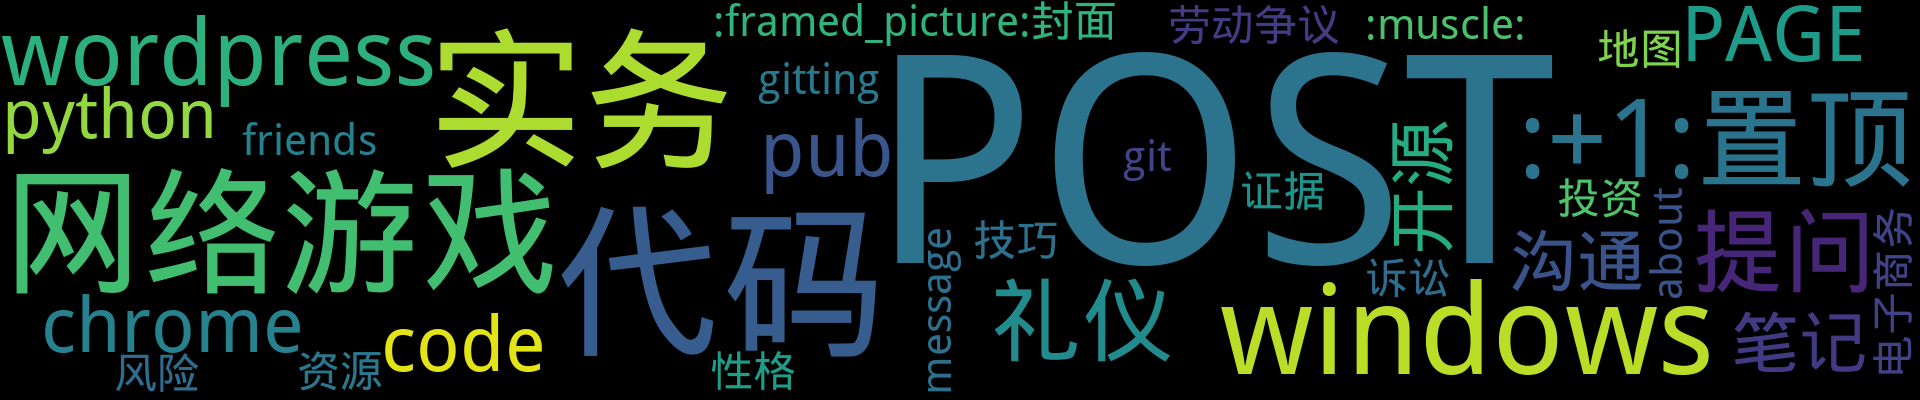 :framed_picture:封面
劳动争议
:muscle:
PAGE
wordpress
实务
地图
POST
gitting
python
friends
pub
:+1:置顶
git
开源
证据
投资
网络游戏
代码
技巧
message
诉讼
沟通
about
提问
电子商务
礼仪
windows
chrome
code
笔记
风险
资源
性格